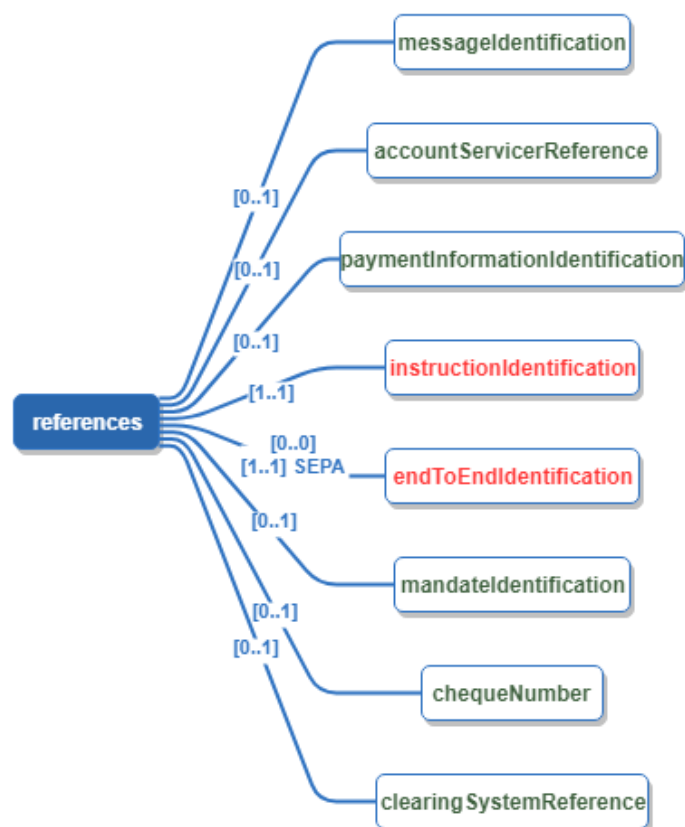 messageIdentification
accountServicerReference
[0..1]
[0..1]
paymentInformationIdentification
[0..1]
instructionIdentification
[1..1]
references
[0..0]
[1..1] SEPA
endToEndIdentification
[0..1]
mandateIdentification
[0..1]
[0..1]
chequeNumber
clearingSystemReference